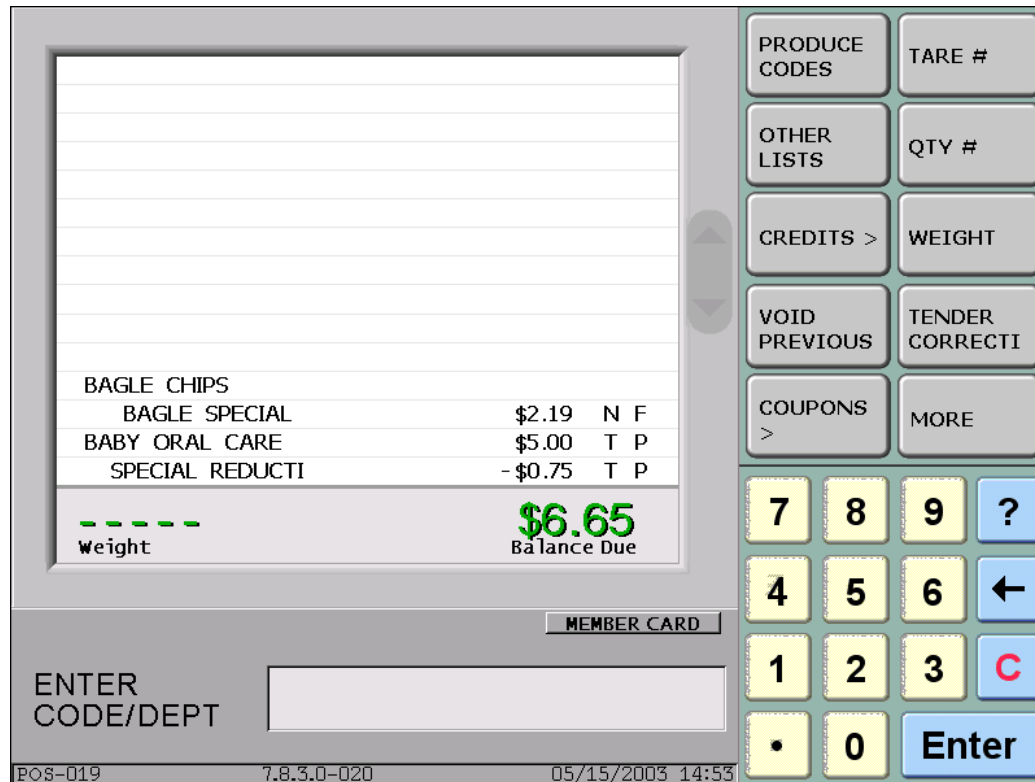 BAGLE CHIPS
BAGLE SPECIAL $2.19 N F
BABY ORAL CARE $5.00 T P
SPECIAL REDUCTI -$0.75 T P
-----
Weight
$6.65
Balance Due
MEMBER CARD
ENTER
CODE/DEPT
POS-019 7.8.3.0-020 05/15/2003 14:53
PRODUCE
CODES
TARE #
OTHER
LISTS
QTY #
CREDITS >
WEIGHT
VOID
PREVIOUS
TENDER
CORRECTI
COUPONS
>
MORE
7 8 9 ?
4 5 6 ←
1 2 3 C
. 0 Enter